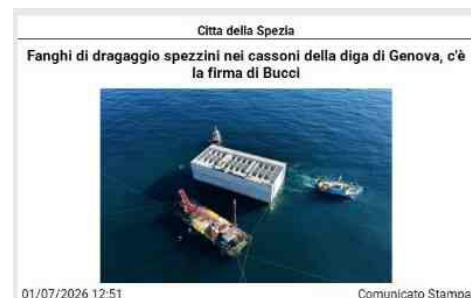 Citta della Spezia
Fanghi di dragaggio spezzini nei cassoni della diga di Genova, c'è
la firma di Bucci
01/07/2026 12:51
Comunicato Stampa